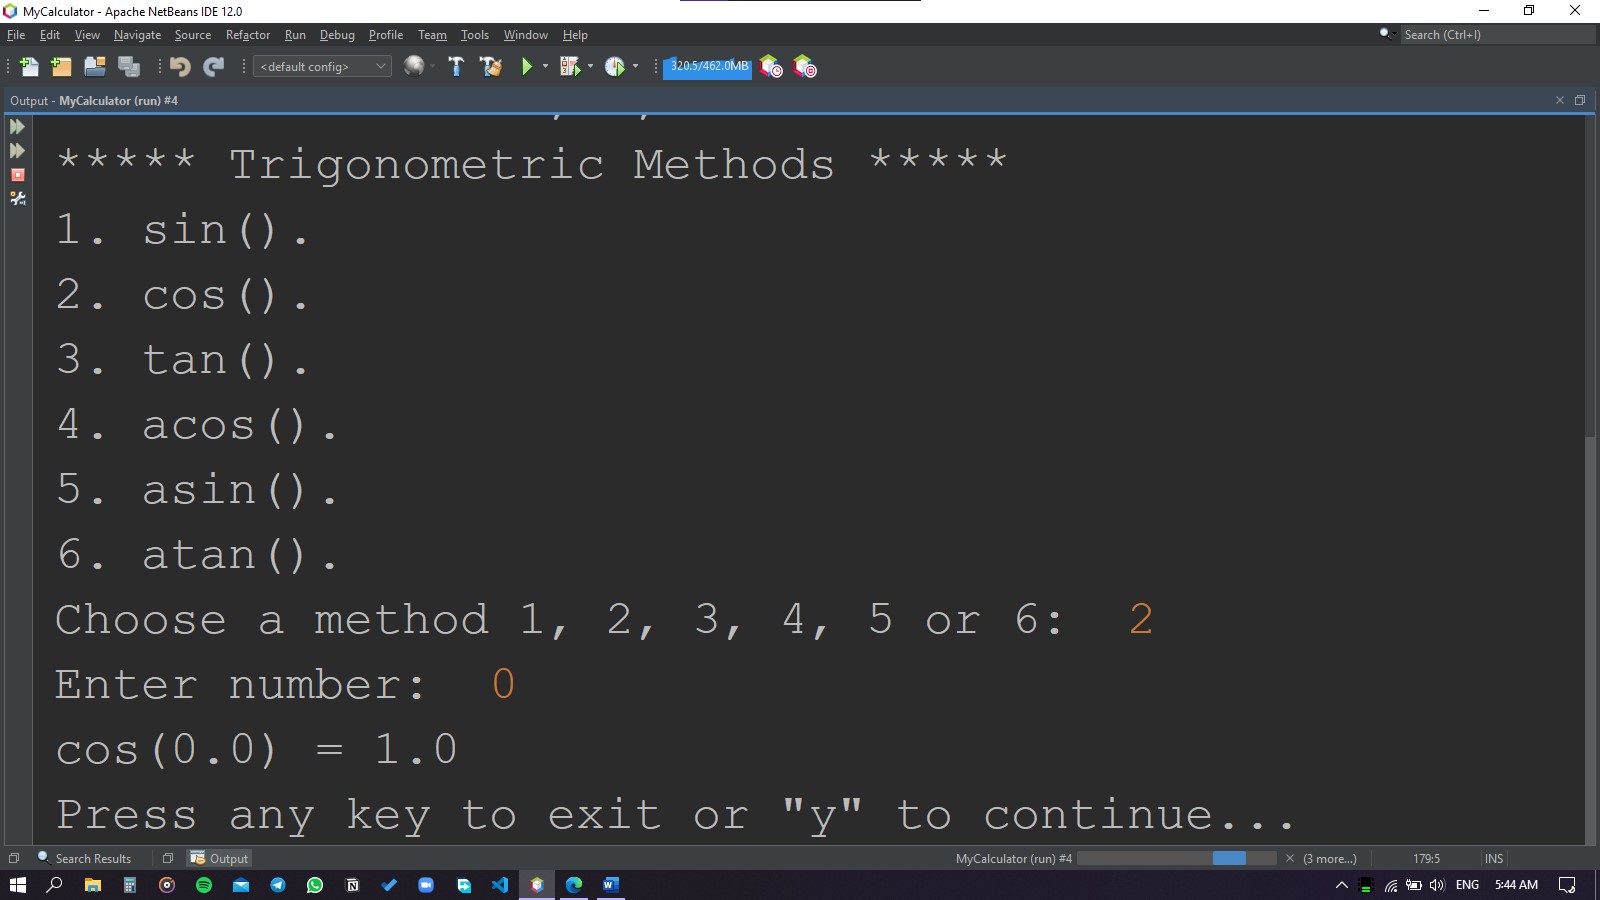 MyCalculator - Apache NetBeans IDE 12.0
File Edit View Navigate Source Refactor Run Debug Profile Team Tools Window Help
Search (Ctrl+I)
<default config>
320.5/462.0MB
Output - MyCalculator (run) #4
***** Trigonometric Methods *****
1. sin().
2. cos().
3. tan().
4. acos().
5. asin().
6. atan().
Choose a method 1, 2, 3, 4, 5 or 6: 2
Enter number: 0
cos(0.0) = 1.0
Press any key to exit or "y" to continue...
Search Results Output MyCalculator (run) #4 (3 more...) 179:5 INS
ENG 5:44 AM